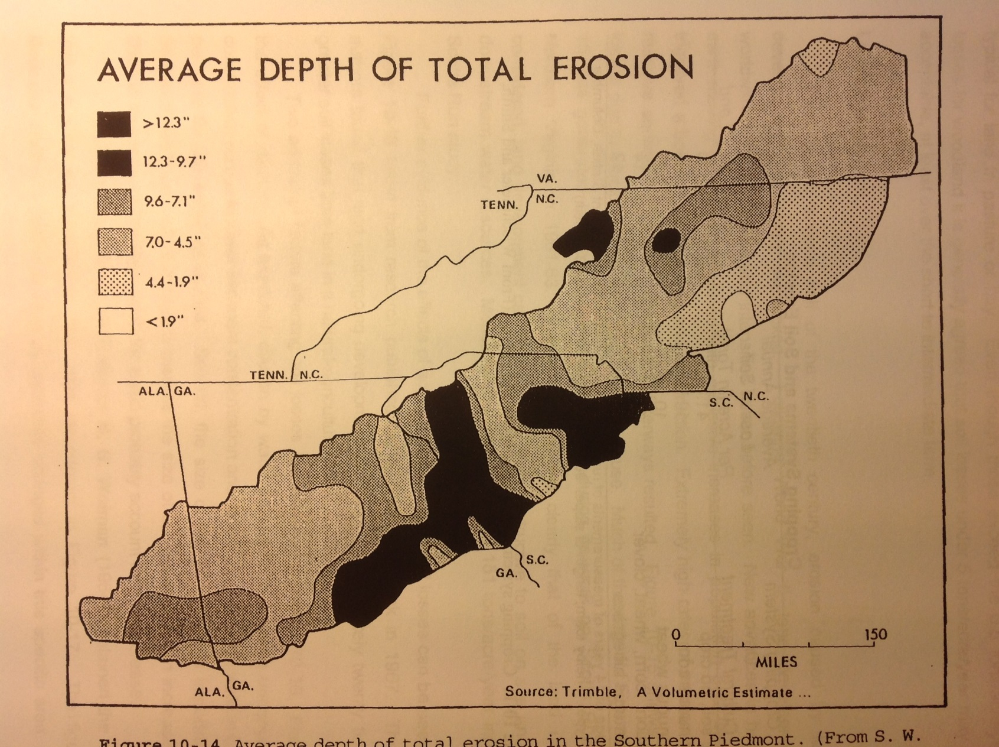 AVERAGE DEPTH OF TOTAL EROSION
>12.3"
12.3-9.7"
9.6-7.1"
7.0-4.5"
4.4-1.9"
<1.9"
VA.
TENN.
N.C.
TENN.
N.C.
ALA.
GA.
S.C.
N.C.
S.C.
GA.
ALA.
GA.
0
150
MILES
Source: Trimble, A Volumetric Estimate ...
Figure 10-14 Average depth of total erosion in the Southern Piedmont. (From S. W.